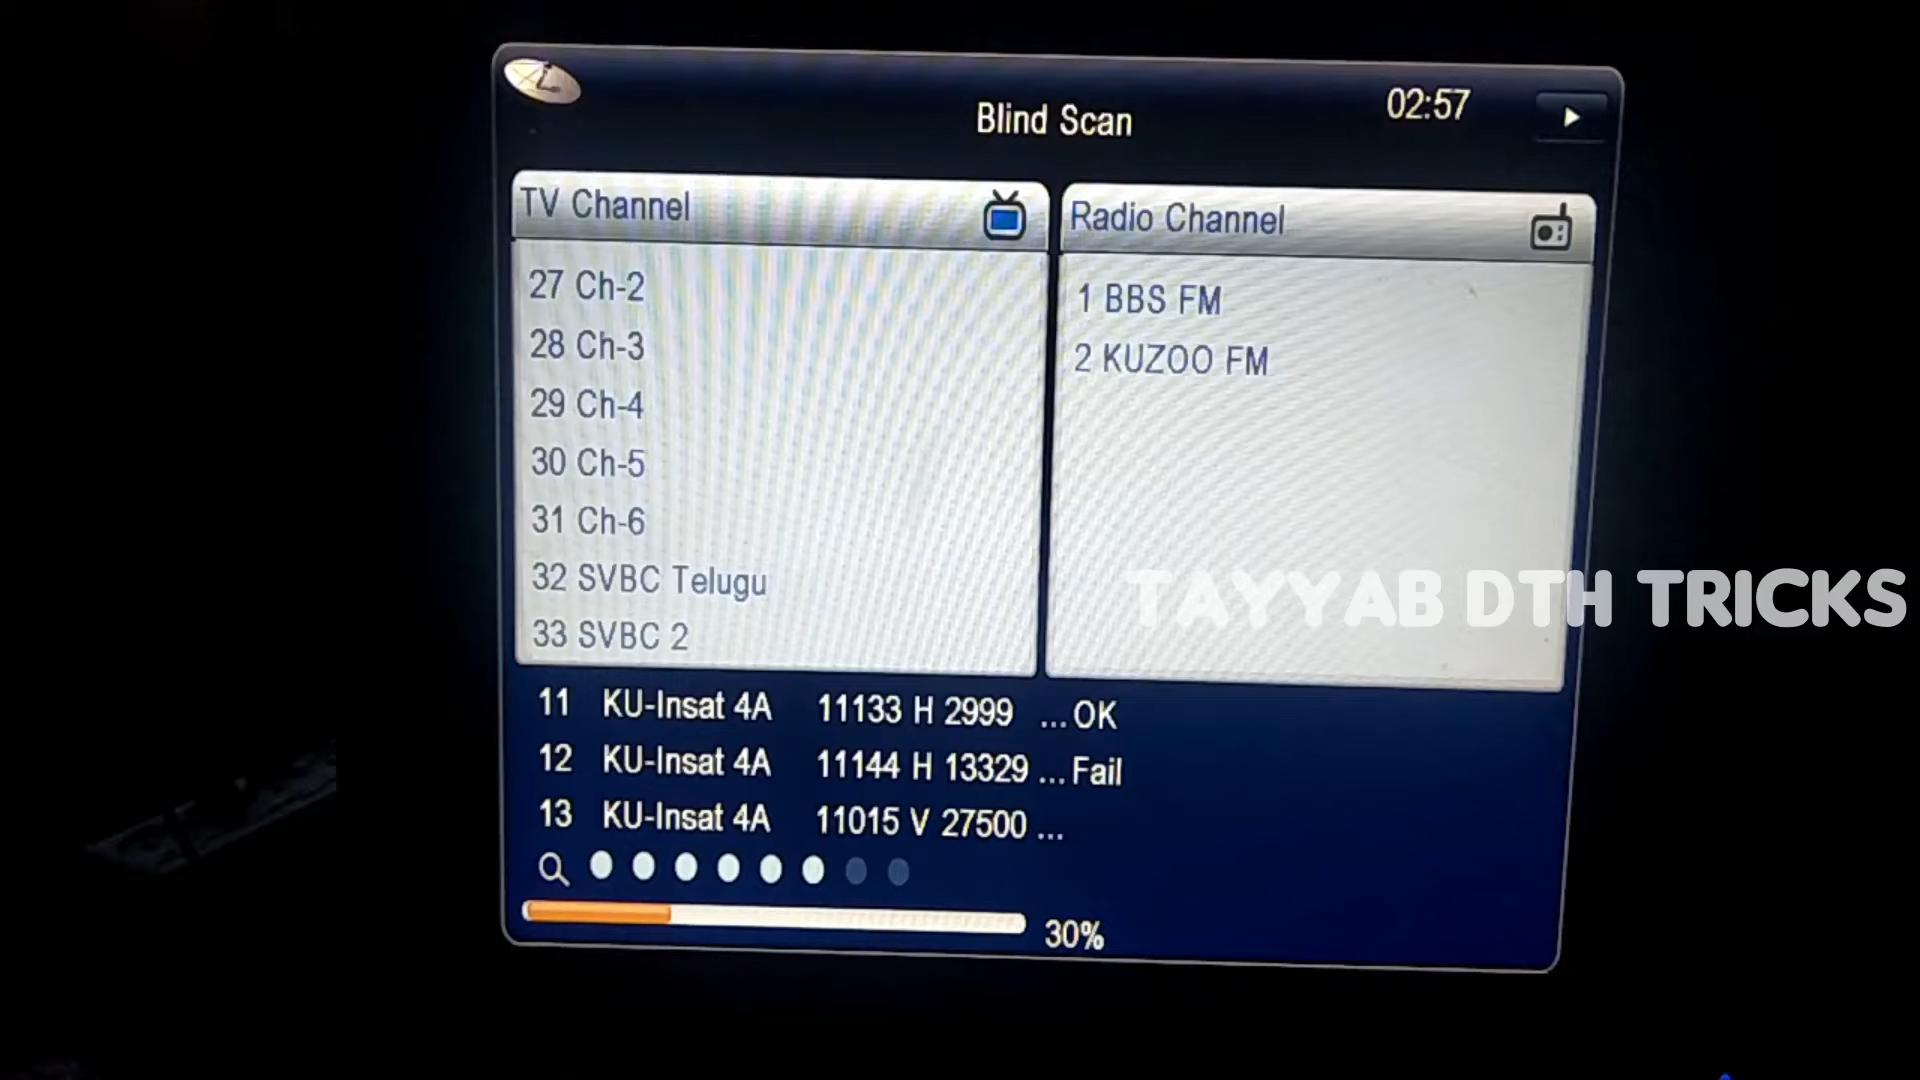 Blind Scan
02:57
TV Channel
27 Ch-2
28 Ch-3
29 Ch-4
30 Ch-5
31 Ch-6
32 SVBC Telugu
33 SVBC 2
Radio Channel
1 BBS FM
2 KUZOO FM
TAYYAB DTH TRICKS
11 KU-Insat 4A 11133 H 2999 ...OK
12 KU-Insat 4A 11144 H 13329 ...Fail
13 KU-Insat 4A 11015 V 27500 ...
30%